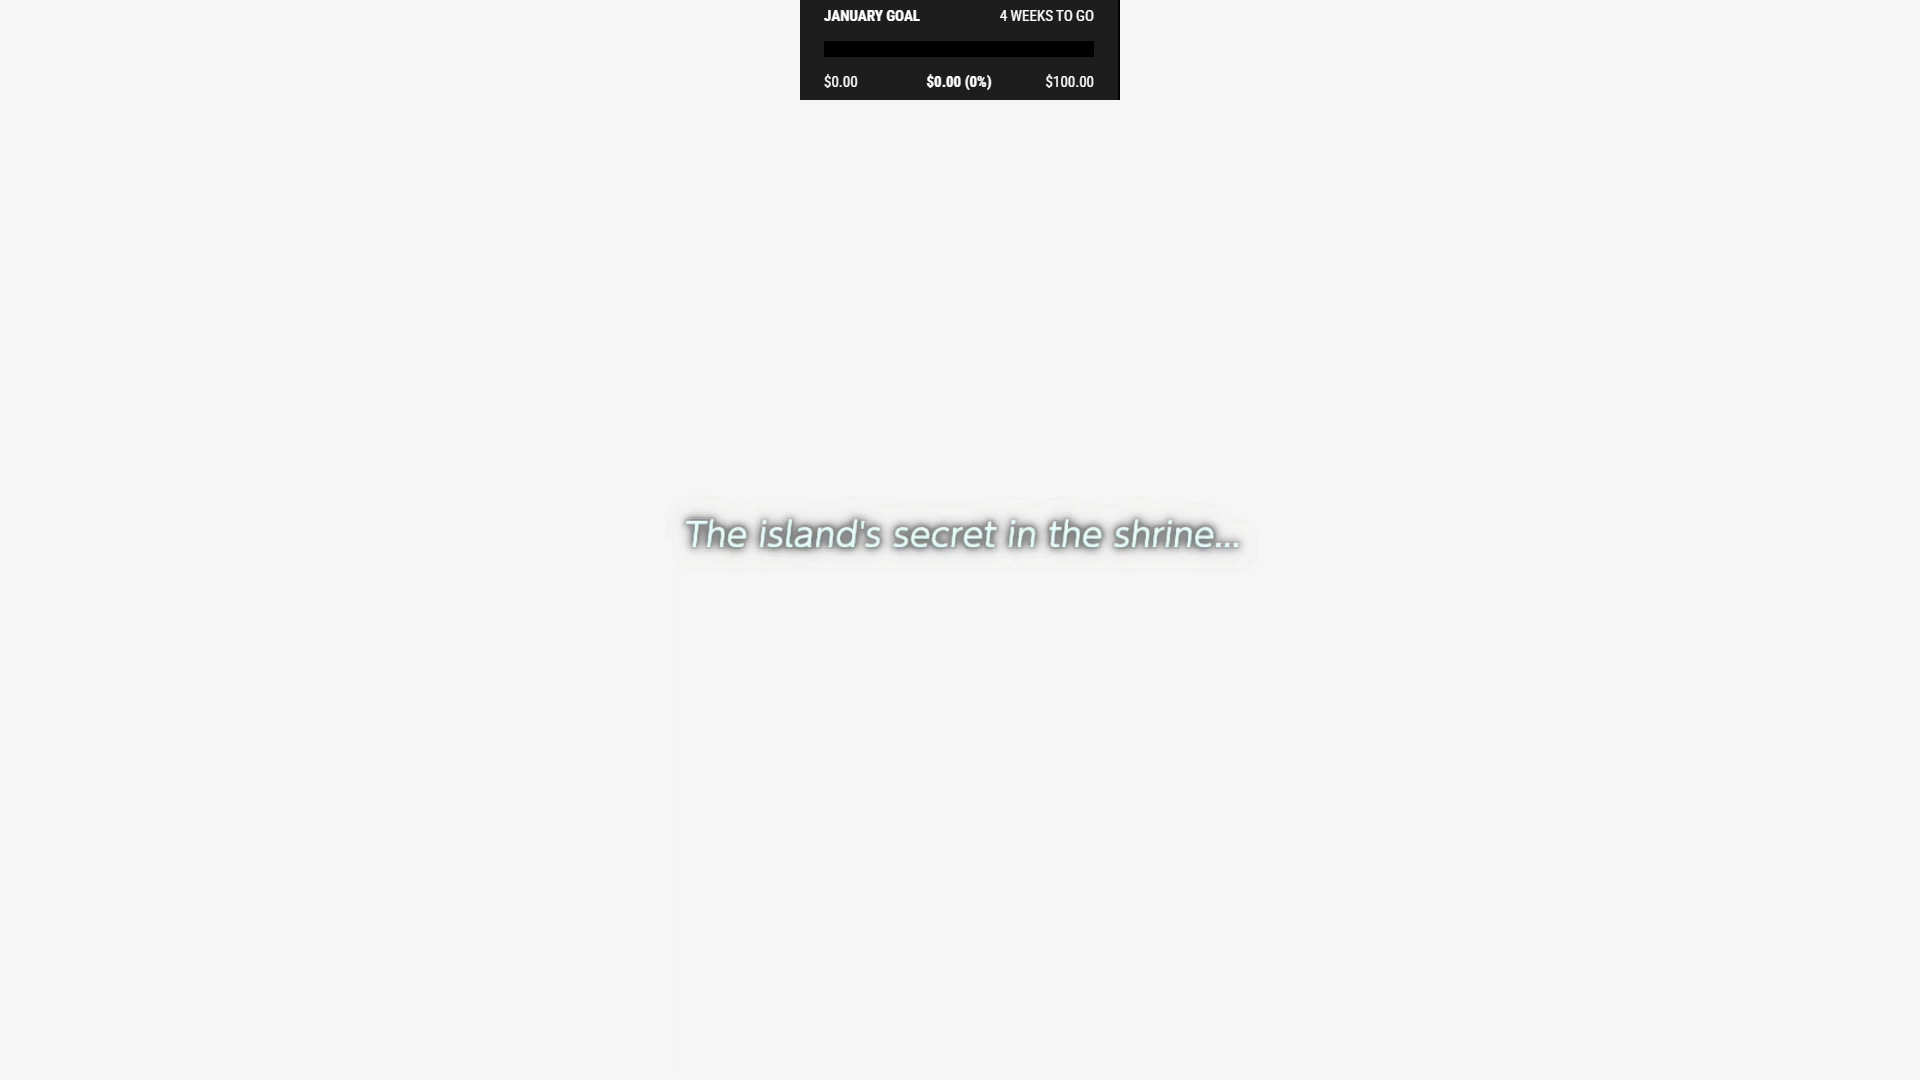 JANUARY GOAL 4 WEEKS TO GO
$0.00 $0.00 (0%) $100.00
The island's secret in the shrine...